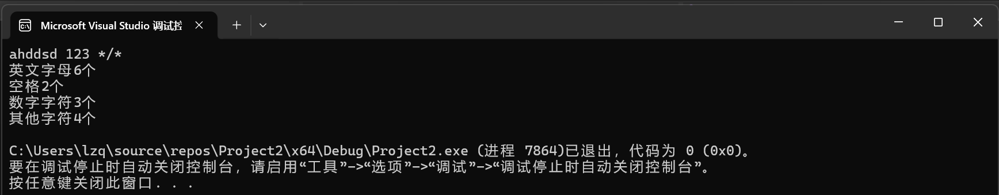 Microsoft Visual Studio 调试控
ahddsd 123 */*
英文字母6个
空格2个
数字字符3个
其他字符4个
C:\Users\lzq\source\repos\Project2\x64\Debug\Project2.exe (进程 7864)已退出，代码为 0 (0x0)。
要在调试停止时自动关闭控制台，请启用“工具”->“选项”->“调试”->“调试停止时自动关闭控制台”。
按任意键关闭此窗口. . .